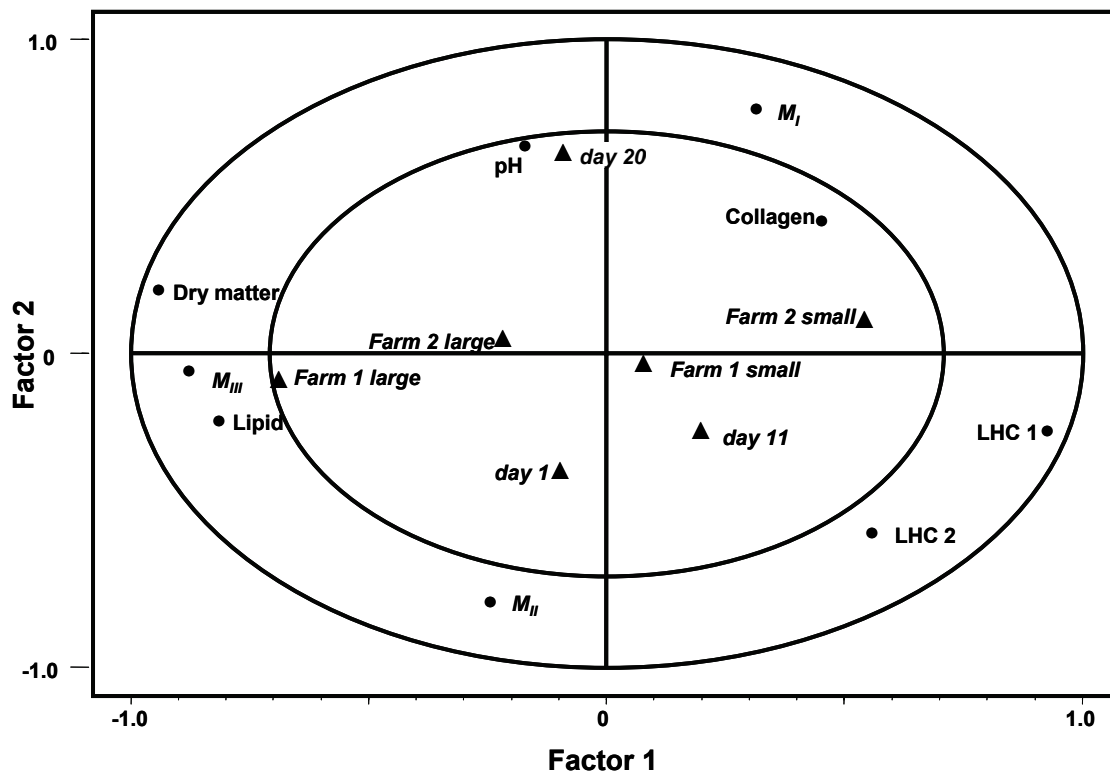 1.0
M_I
pH
day 20
Collagen
Dry matter
Farm 2 small
Factor 2
Farm 2 large
0
Farm 1 small
M_III
Farm 1 large
Lipid
LHC 1
day 11
day 1
LHC 2
M_II
-1.0
-1.0
0
1.0
Factor 1